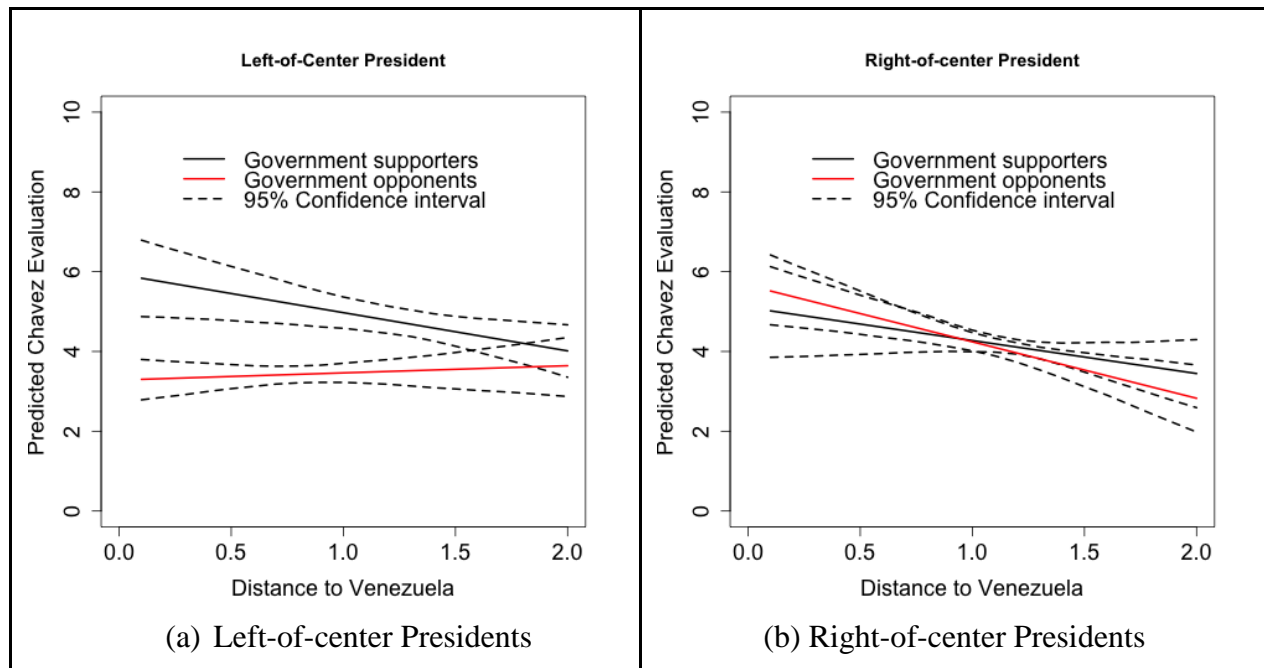 Left-of-Center President
Predicted Chavez Evaluation
10
8
6
4
2
0
Government supporters
Government opponents
95% Confidence interval
0.0 0.5 1.0 1.5 2.0
Distance to Venezuela
(a) Left-of-center Presidents
Right-of-center President
Predicted Chavez Evaluation
10
8
6
4
2
0
Government supporters
Government opponents
95% Confidence interval
0.0 0.5 1.0 1.5 2.0
Distance to Venezuela
(b) Right-of-center Presidents